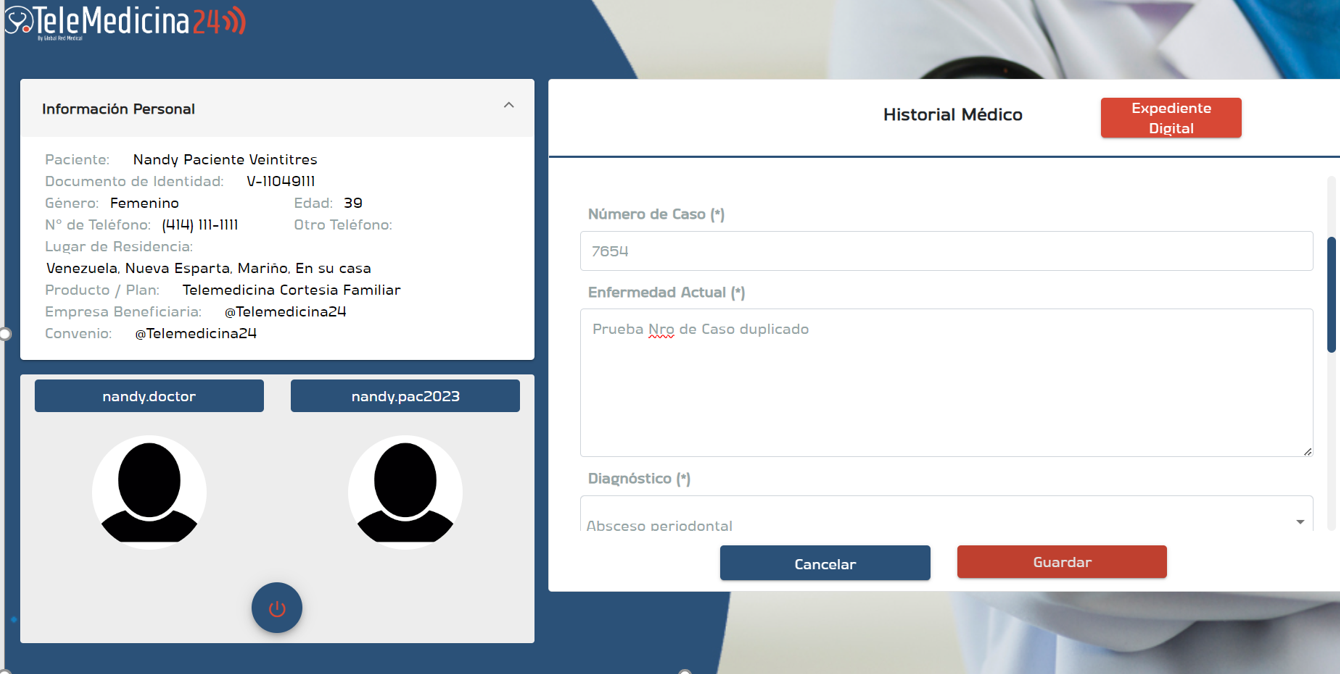 TeleMedicina24
By Global Red Medical
Información Personal
Paciente: Nandy Paciente Veintitres
Documento de Identidad: V-11049111
Género: Femenino Edad: 39
N° de Teléfono: (414) 111-1111 Otro Teléfono:
Lugar de Residencia:
Venezuela, Nueva Esparta, Mariño, En su casa
Producto / Plan: Telemedicina Cortesia Familiar
Empresa Beneficiaria: @Telemedicina24
Convenio: @Telemedicina24
nandy.doctor
nandy.pac2023
Historial Médico
Expediente
Digital
Número de Caso (*)
7654
Enfermedad Actual (*)
Prueba Nro de Caso duplicado
Diagnóstico (*)
Absceso periodontal
Cancelar
Guardar